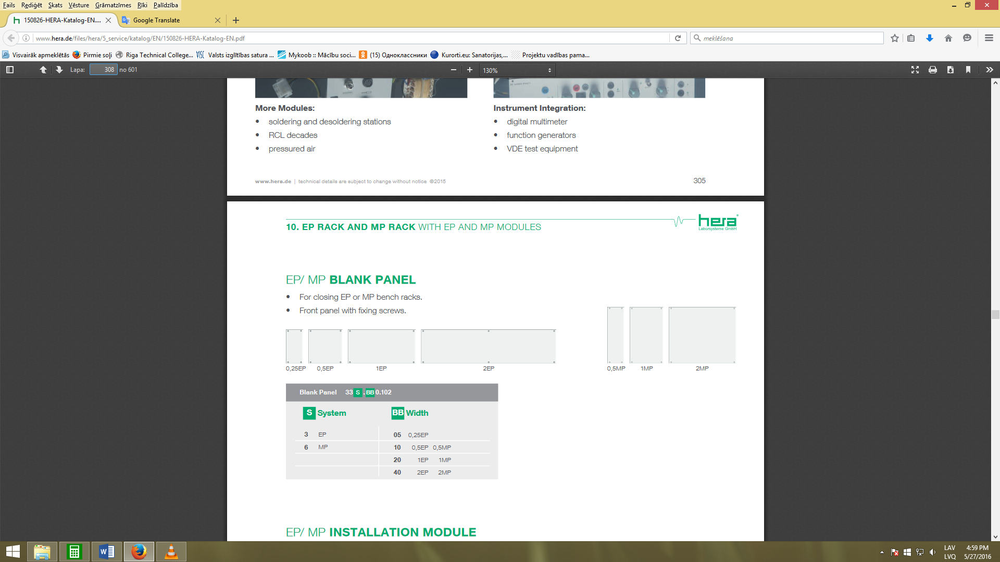 Fails Rediģēt Skats Vēsture Grāmatzīmes Rīki Palīdzība
150826-HERA-Katalog-EN.... Google Translate
www.hera.de/files/hera/5_service/katalog/EN/150826-HERA-Katalog-EN.pdf meklēšana
Visvairāk apmeklētās Pirmie soļi Riga Technical College... Valsts izglītības satura ... Mykoob :: Mācību soci... (15) Одноклассники Kurorti.eu: Sanatorijas,... Projektu vadības pama...
Lapa: 308 no 601 130%
More Modules:
• soldering and desoldering stations
• RCL decades
• pressured air
Instrument Integration:
• digital multimeter
• function generators
• VDE test equipment
www.hera.de | technical details are subject to change without notice ©2015 305
10. EP RACK AND MP RACK WITH EP AND MP MODULES
hera
Laborsysteme GmbH
EP/ MP BLANK PANEL
• For closing EP or MP bench racks.
• Front panel with fixing screws.
0,25EP 0,5EP 1EP 2EP 0,5MP 1MP 2MP
Blank Panel 33 S . BB 0.102
S System BB Width
3 EP 05 0,25EP
6 MP 10 0,5EP 0,5MP
20 1EP 1MP
40 2EP 2MP
EP/ MP INSTALLATION MODULE
LAV 4:59 PM
LVQ 5/27/2016